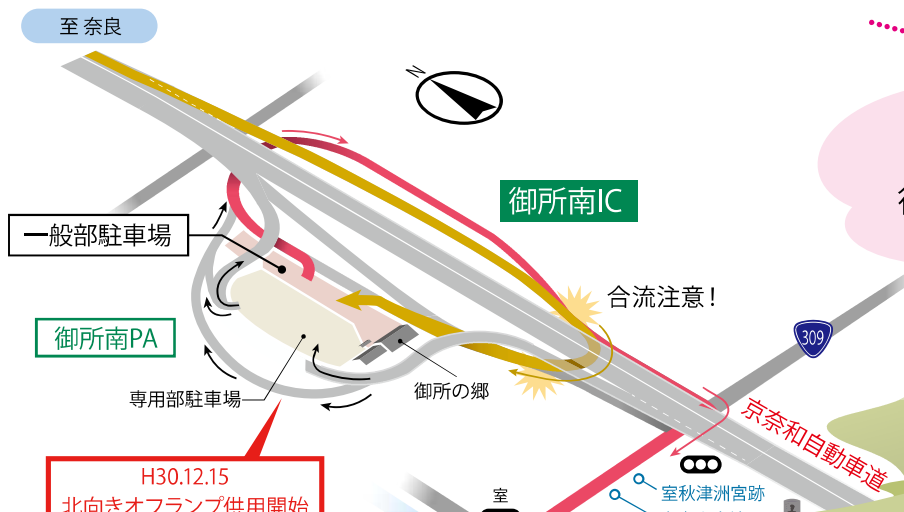 至 奈良
N
御所南IC
一般部駐車場
合流注意！
御所南PA
309
専用部駐車場
御所の郷
京奈和自動車道
H30.12.15
北向きオフランプ供用開始
室
室秋津洲宮跡